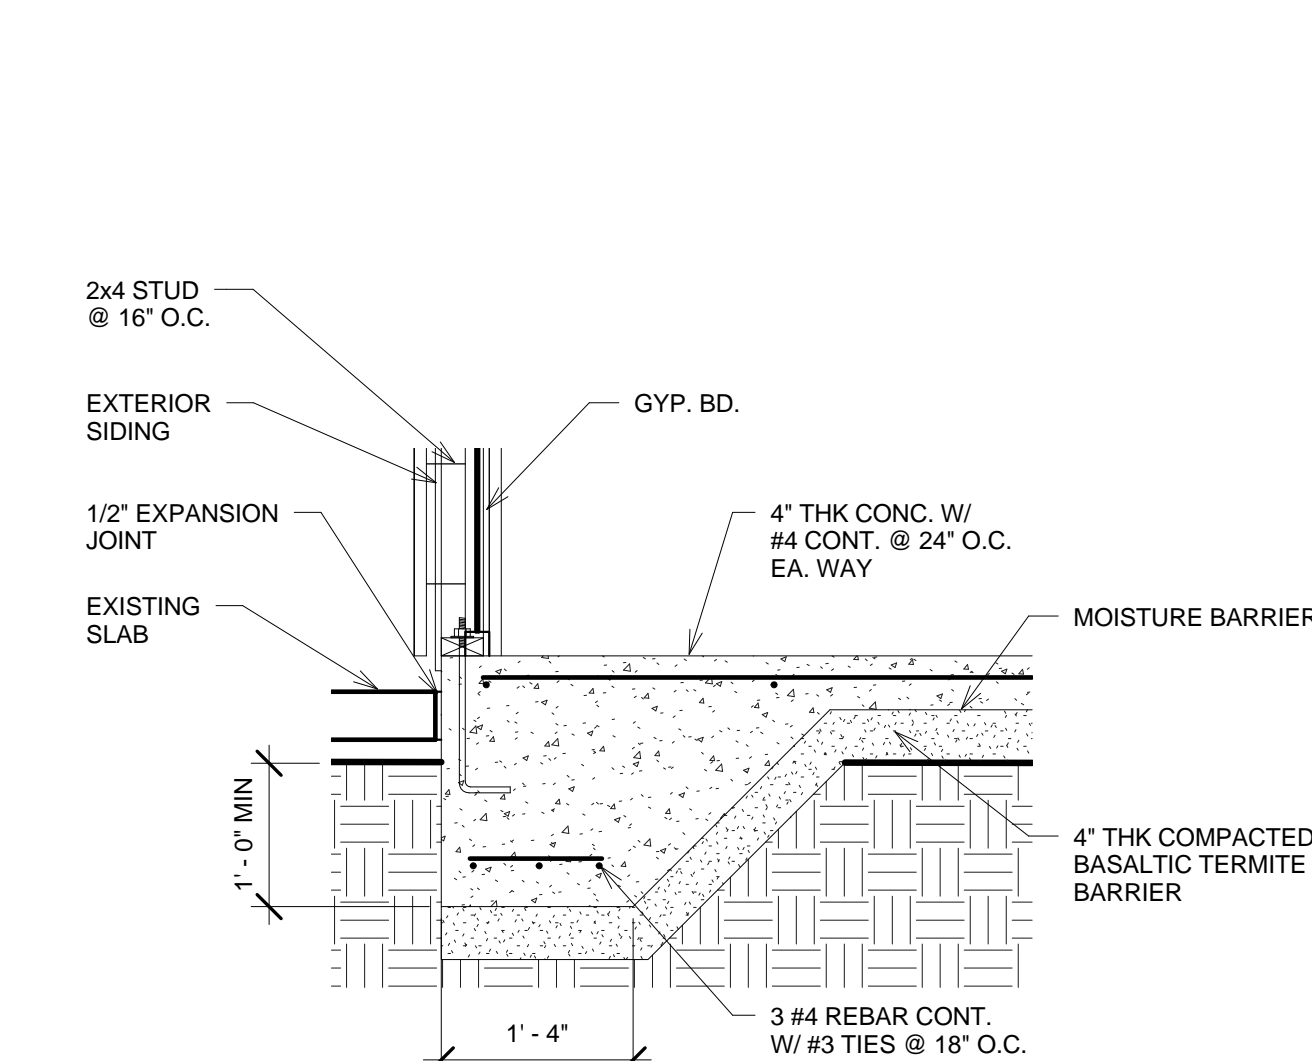 2x4 STUD
@ 16" O.C.
EXTERIOR
SIDING
GYP. BD.
1/2" EXPANSION
JOINT
4" THK CONC. W/
#4 CONT. @ 24" O.C.
EA. WAY
EXISTING
SLAB
MOISTURE BARRIER
1' - 0" MIN
4" THK COMPACTED
BASALTIC TERMITE
BARRIER
3 #4 REBAR CONT.
W/ #3 TIES @ 18" O.C.
1' - 4"